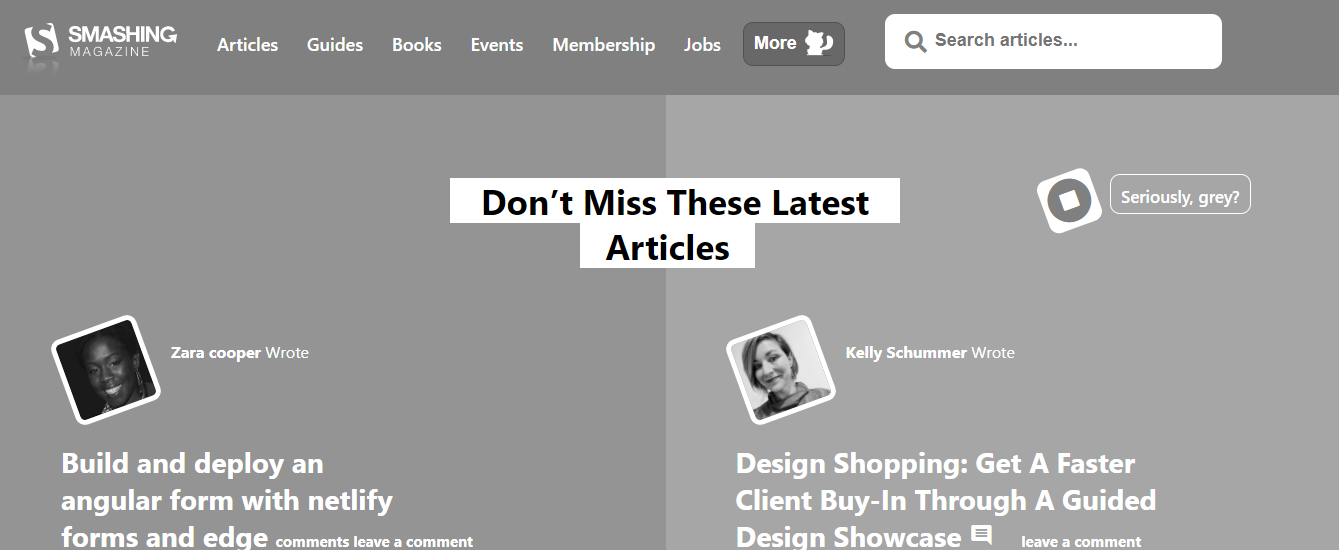 SMASHING
MAGAZINE
Articles Guides Books Events Membership Jobs More Search articles...
Don’t Miss These Latest
Articles
Seriously, grey?
Zara cooper Wrote
Build and deploy an
angular form with netlify
forms and edge comments leave a comment
Kelly Schummer Wrote
Design Shopping: Get A Faster
Client Buy-In Through A Guided
Design Showcase leave a comment